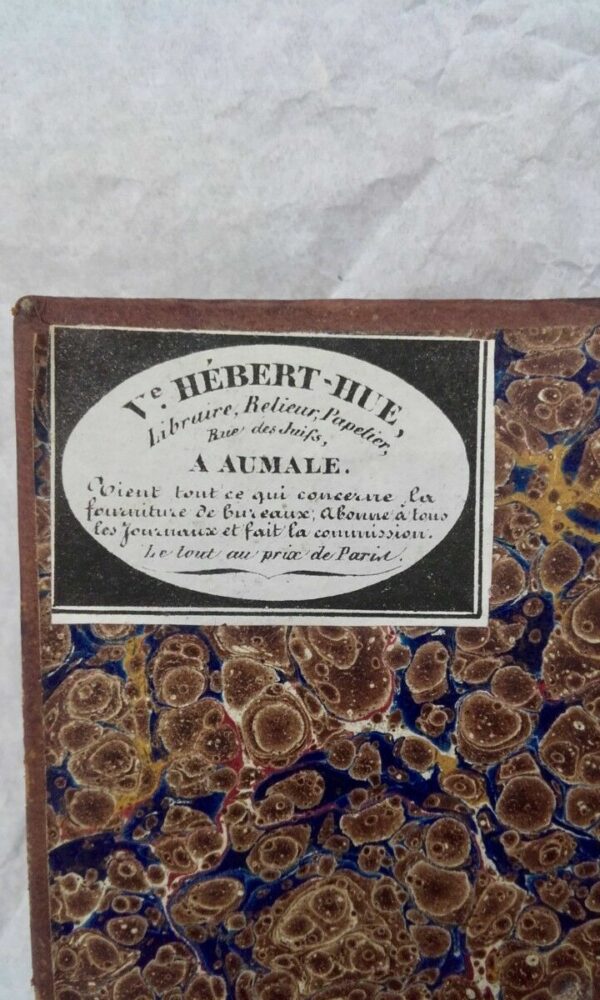 Ve. HÉBERT-HUE,
Libraire, Relieur, Papetier,
Rue des Juifs,
A AUMALE.
Tient tout ce qui concerne la
fourniture de bureaux, Abonne à tous
les Journaux et fait la commission.
Le tout au prix de Paris.